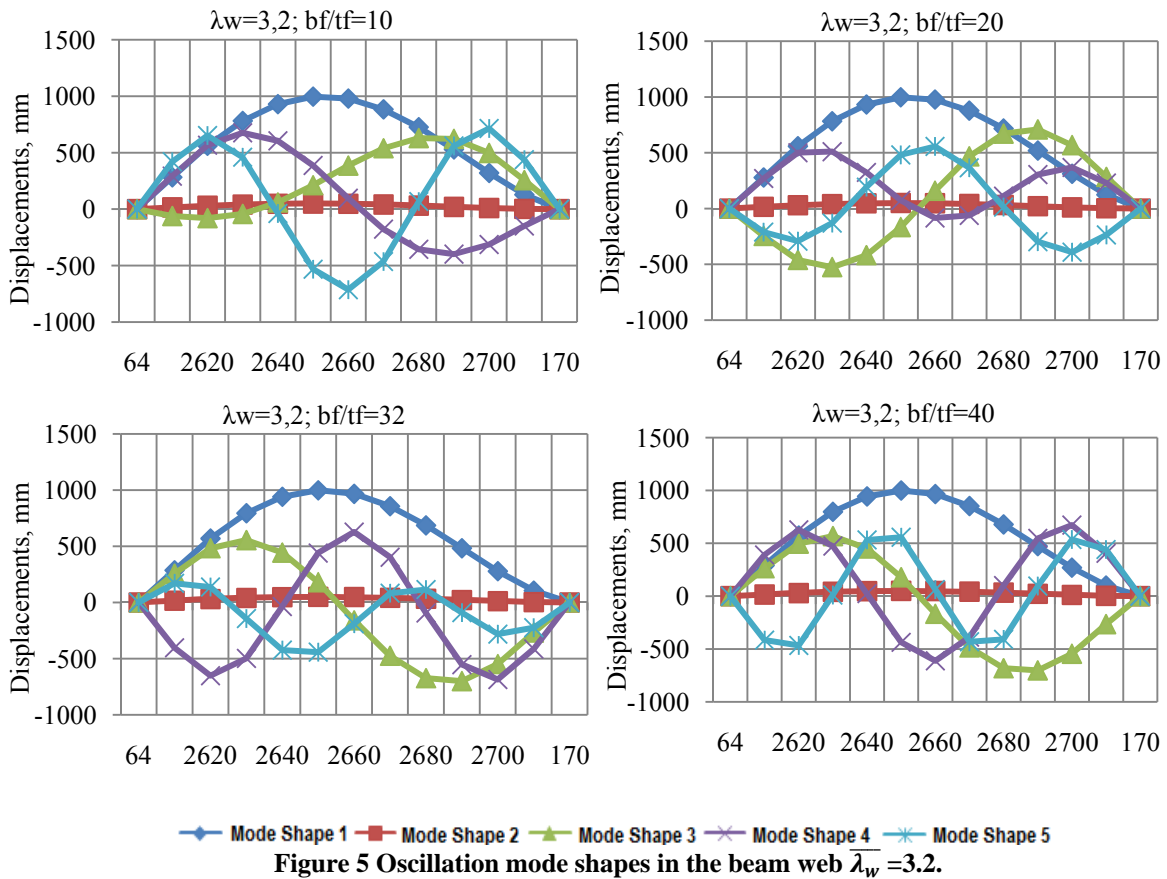 λw=3,2; bf/tf=10
1500
1000
500
0
-500
-1000
Displacements, mm
64 2620 2640 2660 2680 2700 170
λw=3,2; bf/tf=20
1500
1000
500
0
-500
-1000
Displacements, mm
64 2620 2640 2660 2680 2700 170
λw=3,2; bf/tf=32
1500
1000
500
0
-500
-1000
Displacements, mm
64 2620 2640 2660 2680 2700 170
λw=3,2; bf/tf=40
1500
1000
500
0
-500
-1000
Displacements, mm
64 2620 2640 2660 2680 2700 170
Mode Shape 1 Mode Shape 2 Mode Shape 3 Mode Shape 4 Mode Shape 5
Figure 5 Oscillation mode shapes in the beam web $\overline{\lambda_w}$ =3.2.